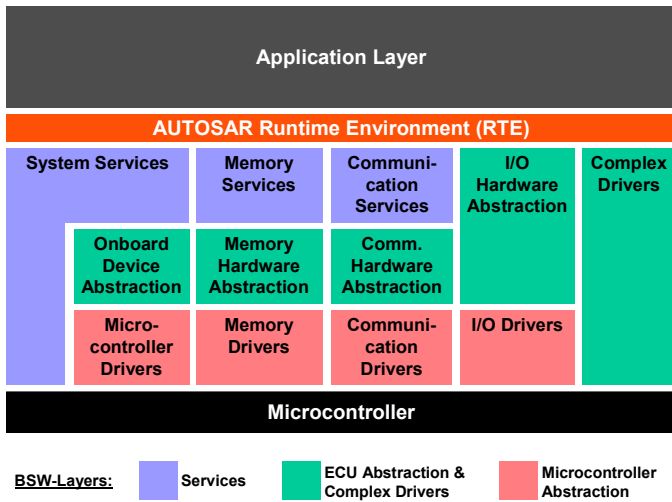 Application Layer
AUTOSAR Runtime Environment (RTE)
System Services
Memory
Services
Communi-
cation
Services
I/O
Hardware
Abstraction
Complex
Drivers
Onboard
Device
Abstraction
Memory
Hardware
Abstraction
Comm.
Hardware
Abstraction
Micro-
controller
Drivers
Memory
Drivers
Communi-
cation
Drivers
I/O Drivers
Microcontroller
BSW-Layers:
Services
ECU Abstraction &
Complex Drivers
Microcontroller
Abstraction